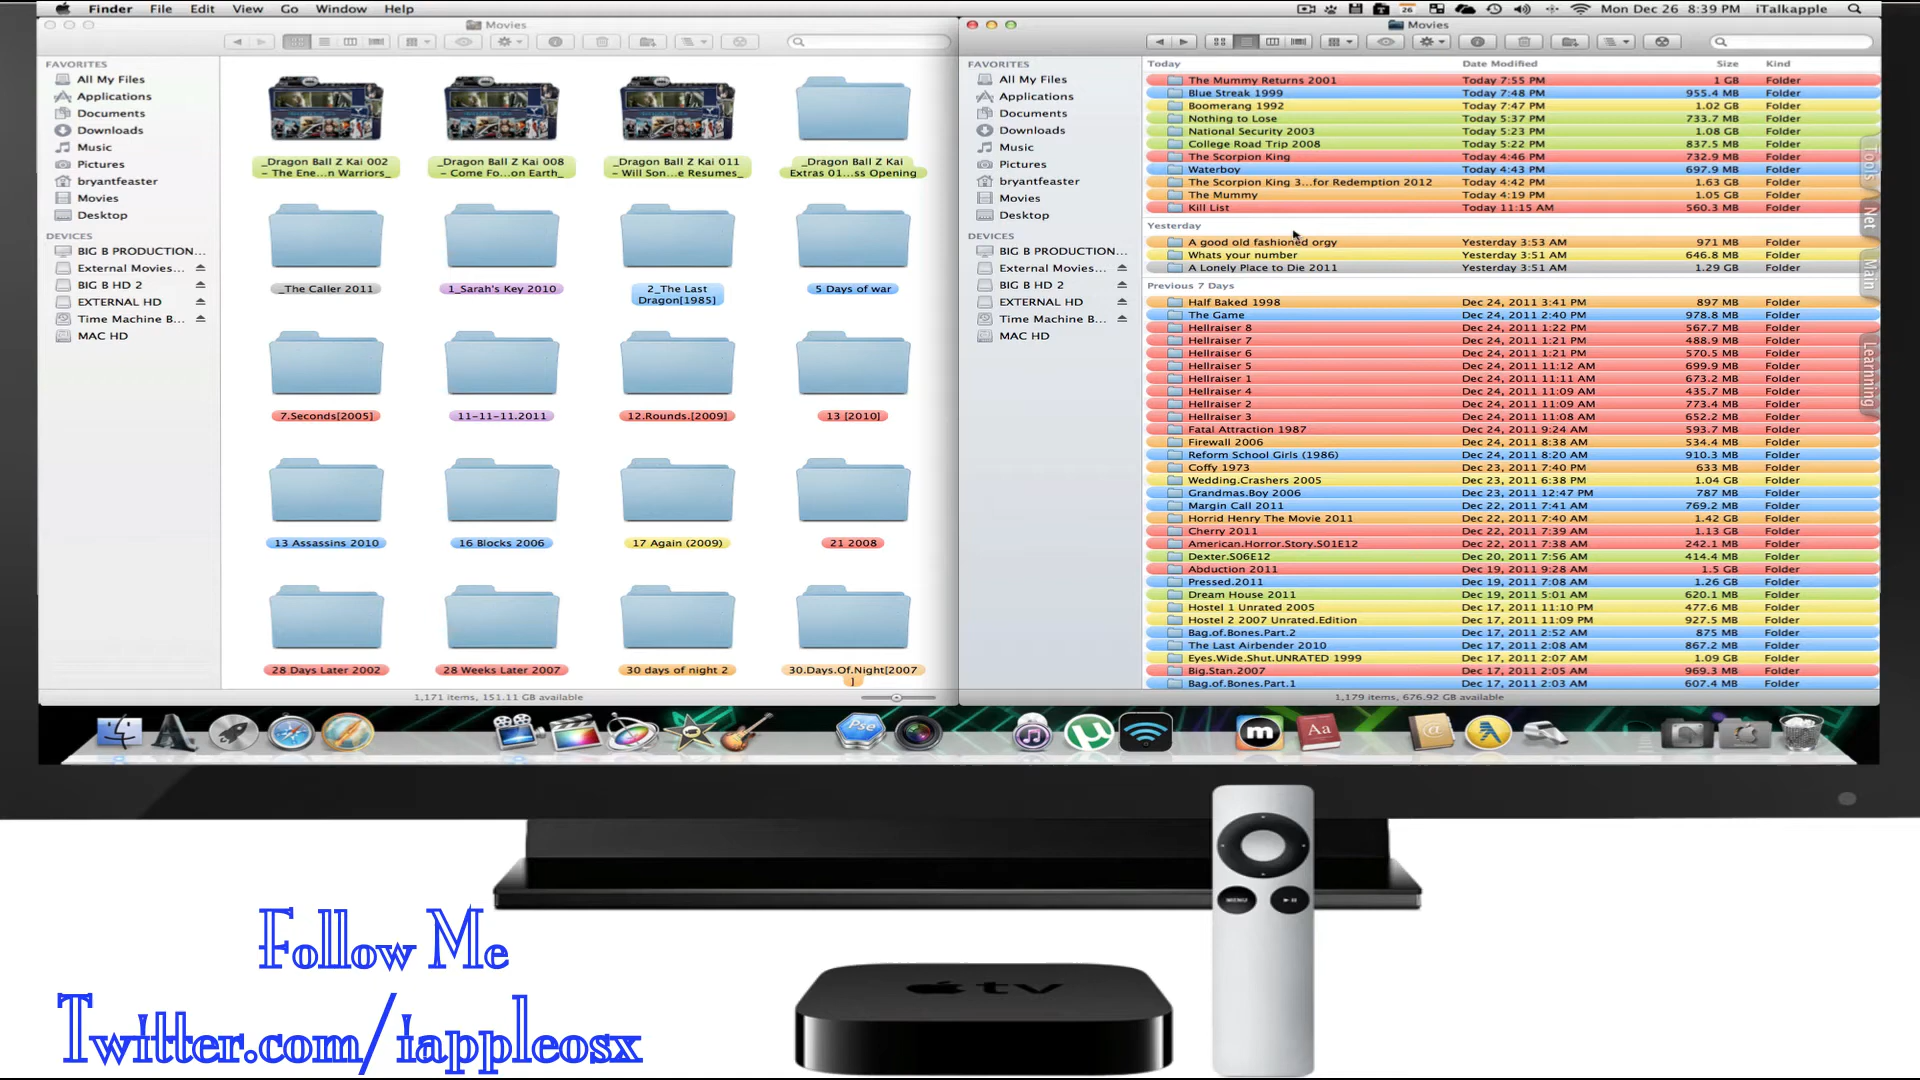 Finder File Edit View Go Window Help
26 Mon Dec 26 8:39 PM iTalkapple
Movies
FAVORITES
All My Files
Applications
Documents
Downloads
Music
Pictures
bryantfeaster
Movies
Desktop
DEVICES
BIG B PRODUCTION...
External Movies...
BIG B HD 2
EXTERNAL HD
Time Machine B...
MAC HD
_Dragon Ball Z Kai 002
– The Ene...n Warriors_
_Dragon Ball Z Kai 008
– Come Fo...on Earth_
_Dragon Ball Z Kai 011
– Will Son...e Resumes_
_Dragon Ball Z Kai
Extras 01...ss Opening
_The Caller 2011
1_Sarah's Key 2010
2_The Last
Dragon[1985]
5 Days of war
7.Seconds[2005]
11-11-11.2011
12.Rounds.[2009]
13 [2010]
13 Assassins 2010
16 Blocks 2006
17 Again (2009)
21 2008
28 Days Later 2002
28 Weeks Later 2007
30 days of night 2
30.Days.Of.Night[2007
]
1,171 items, 151.11 GB available
Movies
FAVORITES
All My Files
Applications
Documents
Downloads
Music
Pictures
bryantfeaster
Movies
Desktop
DEVICES
BIG B PRODUCTION...
External Movies...
BIG B HD 2
EXTERNAL HD
Time Machine B...
MAC HD
Today Date Modified Size Kind
The Mummy Returns 2001 Today 7:55 PM 1 GB Folder
Blue Streak 1999 Today 7:48 PM 955.4 MB Folder
Boomerang 1992 Today 7:47 PM 1.02 GB Folder
Nothing to Lose Today 5:37 PM 733.7 MB Folder
National Security 2003 Today 5:23 PM 1.08 GB Folder
College Road Trip 2008 Today 5:22 PM 837.5 MB Folder
The Scorpion King Today 4:46 PM 732.9 MB Folder
Waterboy Today 4:43 PM 697.9 MB Folder
The Scorpion King 3...for Redemption 2012 Today 4:42 PM 1.63 GB Folder
The Mummy Today 4:19 PM 1.05 GB Folder
Kill List Today 11:15 AM 560.3 MB Folder
Yesterday
A good old fashioned orgy Yesterday 3:53 AM 971 MB Folder
Whats your number Yesterday 3:51 AM 646.8 MB Folder
A Lonely Place to Die 2011 Yesterday 3:51 AM 1.29 GB Folder
Previous 7 Days
Half Baked 1998 Dec 24, 2011 3:41 PM 897 MB Folder
The Game Dec 24, 2011 2:40 PM 978.8 MB Folder
Hellraiser 8 Dec 24, 2011 1:22 PM 567.7 MB Folder
Hellraiser 7 Dec 24, 2011 1:21 PM 488.9 MB Folder
Hellraiser 6 Dec 24, 2011 1:21 PM 570.5 MB Folder
Hellraiser 5 Dec 24, 2011 11:12 AM 699.9 MB Folder
Hellraiser 1 Dec 24, 2011 11:11 AM 673.2 MB Folder
Hellraiser 4 Dec 24, 2011 11:09 AM 435.7 MB Folder
Hellraiser 2 Dec 24, 2011 11:09 AM 773.4 MB Folder
Hellraiser 3 Dec 24, 2011 11:08 AM 652.2 MB Folder
Fatal Attraction 1987 Dec 24, 2011 9:24 AM 593.7 MB Folder
Firewall 2006 Dec 24, 2011 8:38 AM 534.4 MB Folder
Reform School Girls (1986) Dec 24, 2011 8:20 AM 910.3 MB Folder
Coffy 1973 Dec 23, 2011 7:40 PM 633 MB Folder
Wedding.Crashers 2005 Dec 23, 2011 6:38 PM 1.04 GB Folder
Grandmas.Boy 2006 Dec 23, 2011 12:47 PM 787 MB Folder
Margin Call 2011 Dec 22, 2011 7:41 AM 769.2 MB Folder
Horrid Henry The Movie 2011 Dec 22, 2011 7:40 AM 1.42 GB Folder
Cherry 2011 Dec 22, 2011 7:39 AM 1.13 GB Folder
American.Horror.Story.S01E12 Dec 22, 2011 7:38 AM 242.1 MB Folder
Dexter.S06E12 Dec 20, 2011 7:56 AM 414.4 MB Folder
Abduction 2011 Dec 19, 2011 9:28 AM 1.5 GB Folder
Pressed.2011 Dec 19, 2011 7:08 AM 1.26 GB Folder
Dream House 2011 Dec 19, 2011 5:01 AM 620.1 MB Folder
Hostel 1 Unrated 2005 Dec 17, 2011 11:10 PM 477.6 MB Folder
Hostel 2 2007 Unrated.Edition Dec 17, 2011 11:09 PM 927.5 MB Folder
Bag.of.Bones.Part.2 Dec 17, 2011 2:52 AM 875 MB Folder
The Last Airbender 2010 Dec 17, 2011 2:08 AM 867.2 MB Folder
Eyes.Wide.Shut.UNRATED 1999 Dec 17, 2011 2:07 AM 1.09 GB Folder
Big.Stan.2007 Dec 17, 2011 2:05 AM 969.3 MB Folder
Bag.of.Bones.Part.1 Dec 17, 2011 2:03 AM 607.4 MB Folder
1,179 items, 676.92 GB available
Tools
Net
Main
Learnning
Pse
m
Aa
@
MENU
tv
Follow Me
Twitter.com/iappleosx